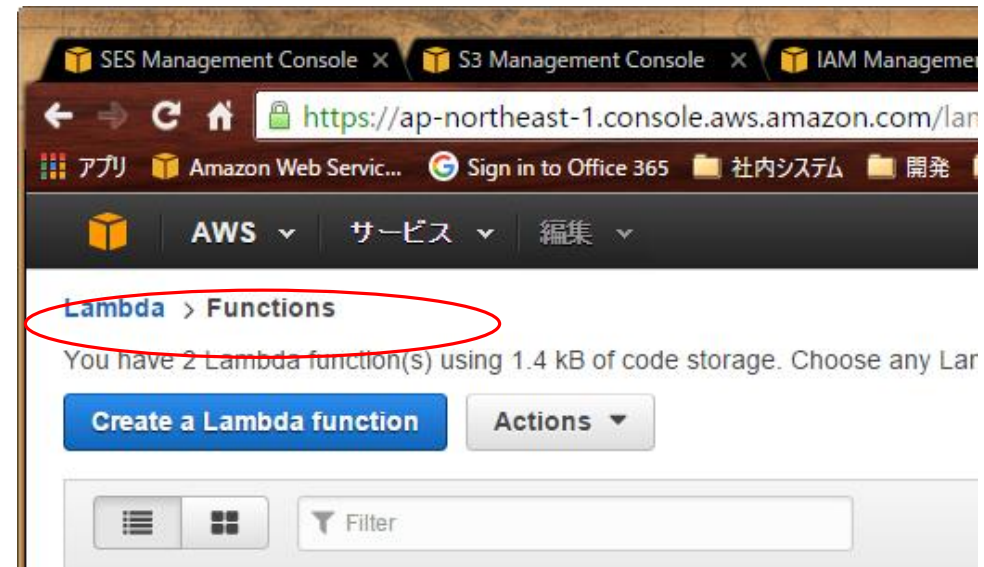 SES Management Console S3 Management Console IAM
https://ap-northeast-1.console.aws.amazon.com
アプリ Amazon Web Servic... Sign in to Office 365 社内システム 開発
AWS サービス 編集
Lambda > Functions
You have 2 Lambda function(s) using 1.4 kB of code storage. Choose any
Create a Lambda function Actions
Filter